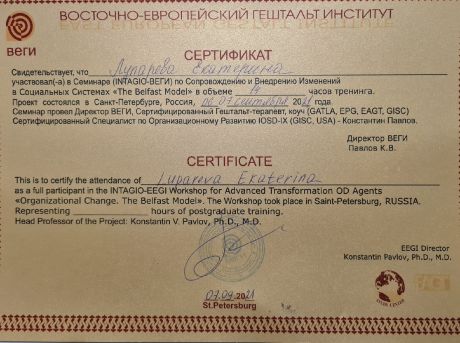 ВОСТОЧНО-ЕВРОПЕЙСКИЙ ГЕШТАЛЬТ ИНСТИТУТ
ВЕГИ
СЕРТИФИКАТ
Свидетельствует, что Лупарева Екатерина
участвовал(-а) в Семинаре (INTAGIO-ВЕГИ) по Сопровождению и Внедрению Изменений
в Социальных Системах «The Belfast Model» в объеме часов тренинга.
Проект состоялся в Санкт-Петербурге, Россия, 07 сентября 2021 года.
Семинар провел Директор ВЕГИ, Сертифицированный Гештальт-терапевт, коуч (GATLA, EPG, EAGT, GISC)
Сертифицированный Специалист по Организационному Развитию IOSD-IX (GISC, USA) - Константин Павлов.
Директор ВЕГИ
Павлов К.В.
CERTIFICATE
This is to certify the attendance of Lupareva Ekaterina
as a full participant in the INTAGIO-EEGI Workshop for Advanced Transformation OD Agents
«Organizational Change. The Belfast Model». The Workshop took place in Saint-Petersburg, RUSSIA.
Representing hours of postgraduate training.
Head Professor of the Project: Konstantin V. Pavlov, Ph.D., M.D.
EEGI Director
Konstantin Pavlov, Ph.D., M.D.
07.09.2021
St.Petersburg